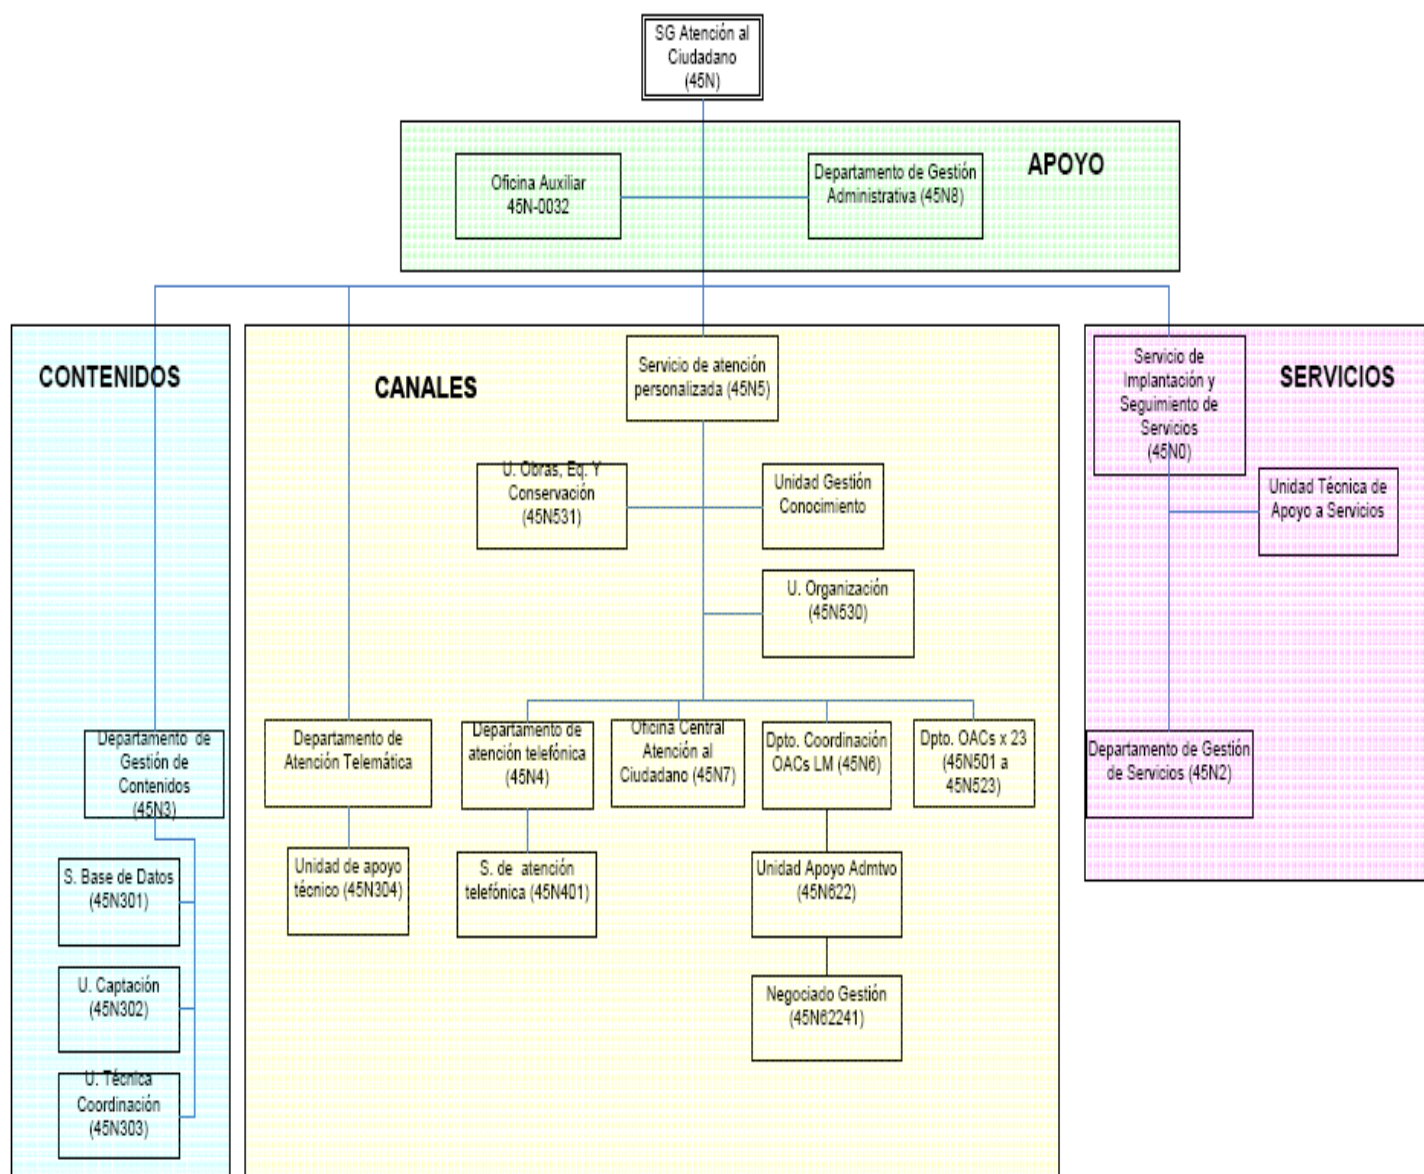 SG Atención al
Ciudadano
(45N)
APOYO
Oficina Auxiliar
45N-0032
Departamento de Gestión
Administrativa (45N8)
CONTENIDOS
CANALES
Servicio de atención
personalizada (45N5)
Servicio de
Implantación y
Seguimiento de
Servicios
(45N0)
SERVICIOS
U. Obras, Eq. Y
Conservación
(45N531)
Unidad Gestión
Conocimiento
Unidad Técnica de
Apoyo a Servicios
U. Organización
(45N530)
Departamento de
Gestión de
Contenidos
(45N3)
Departamento de
Atención Telemática
Departamento de
atención telefónica
(45N4)
Oficina Central
Atención al
Ciudadano (45N7)
Dpto. Coordinación
OACs LM (45N6)
Dpto. OACs x 23
(45N501 a
45N523)
Departamento de Gestión
de Servicios (45N2)
S. Base de Datos
(45N301)
Unidad de apoyo
técnico (45N304)
S. de atención
telefónica (45N401)
Unidad Apoyo Admtvo
(45N622)
U. Captación
(45N302)
Negociado Gestión
(45N62241)
U. Técnica
Coordinación
(45N303)